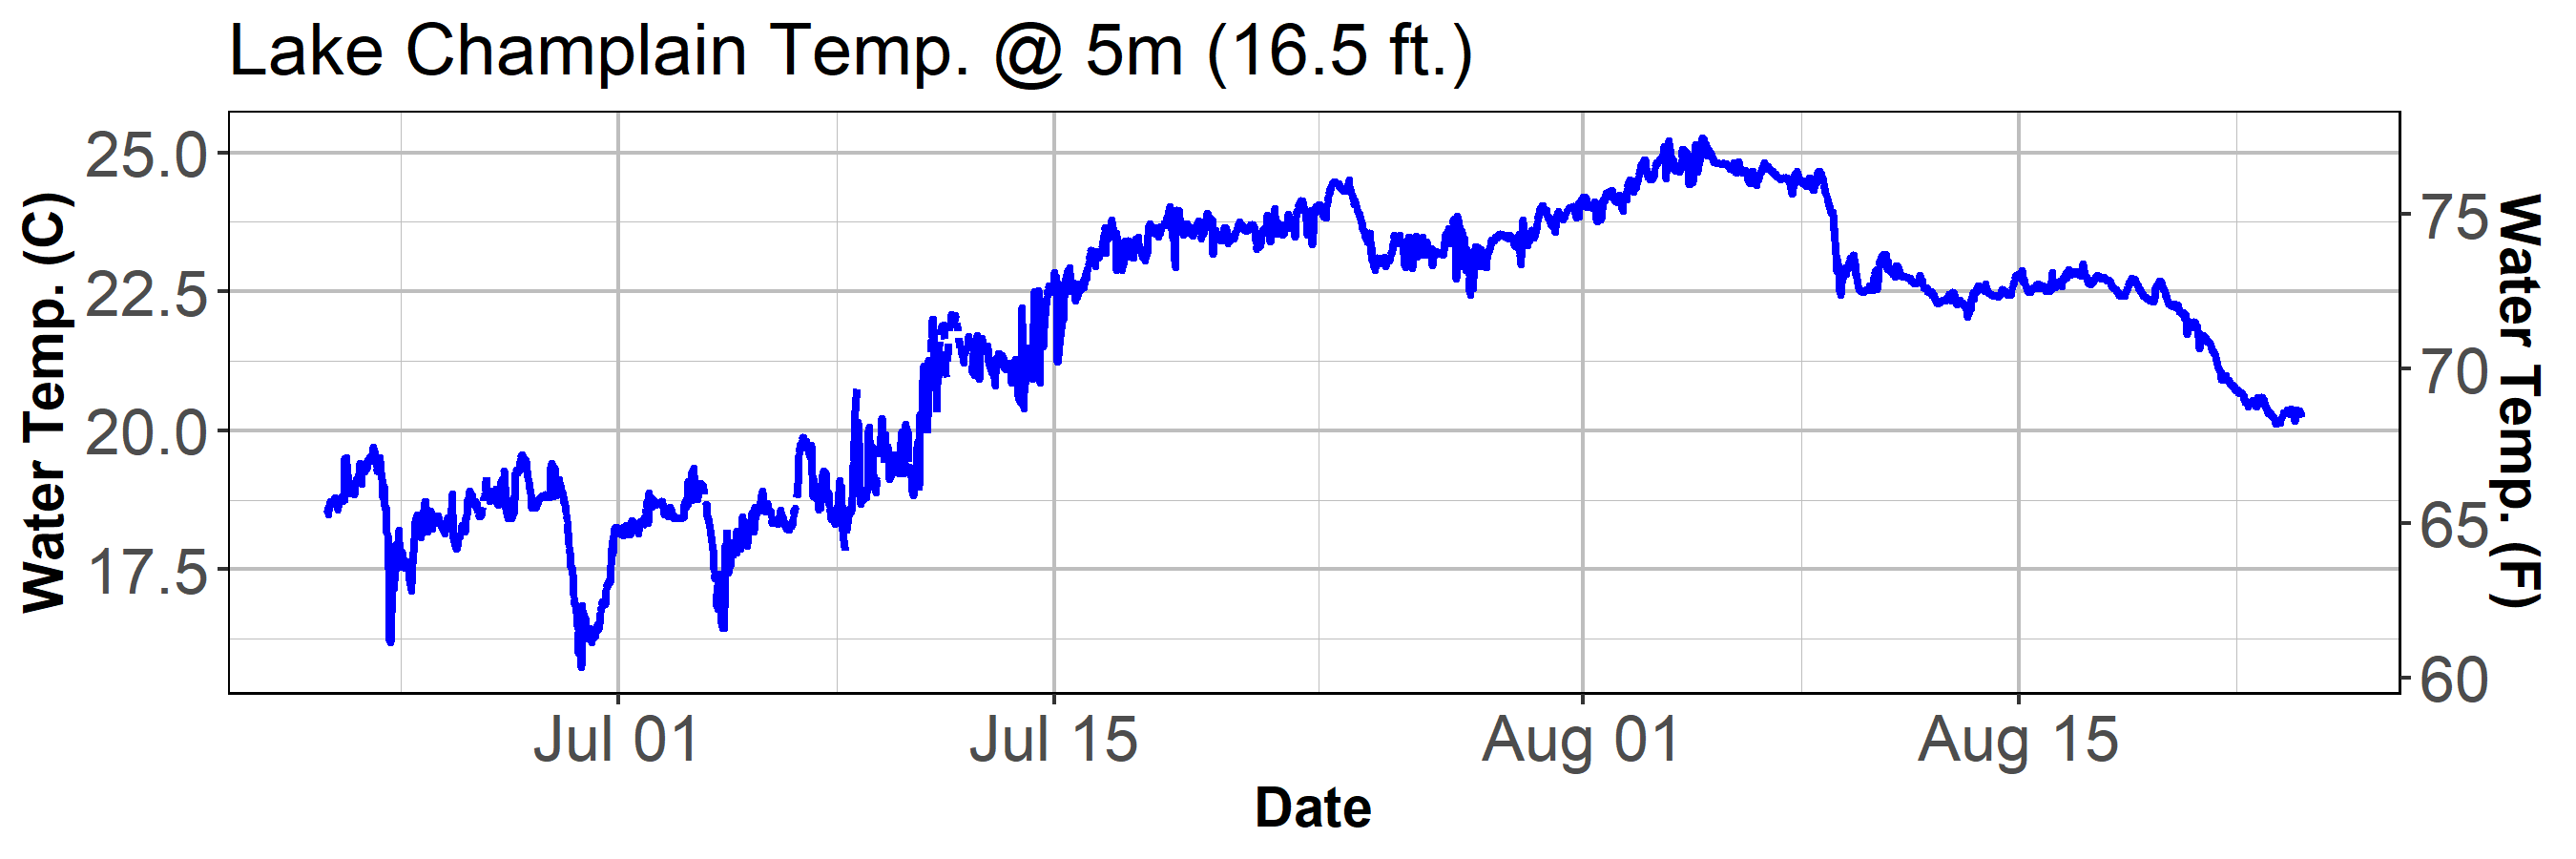 Lake Champlain Temp. @ 5m (16.5 ft.)
Water Temp. (C)
25.0
22.5
20.0
17.5
75
70
65
60
Water Temp. (F)
Jul 01
Jul 15
Aug 01
Aug 15
Date